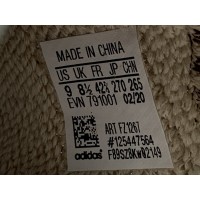 MADE IN CHINA
US UK FR JP CHN
9 8½ 42⅔ 270 265
EVN 791001 02/20
ART FZ1267
#125447564
adidas F89SZ8KWB2149